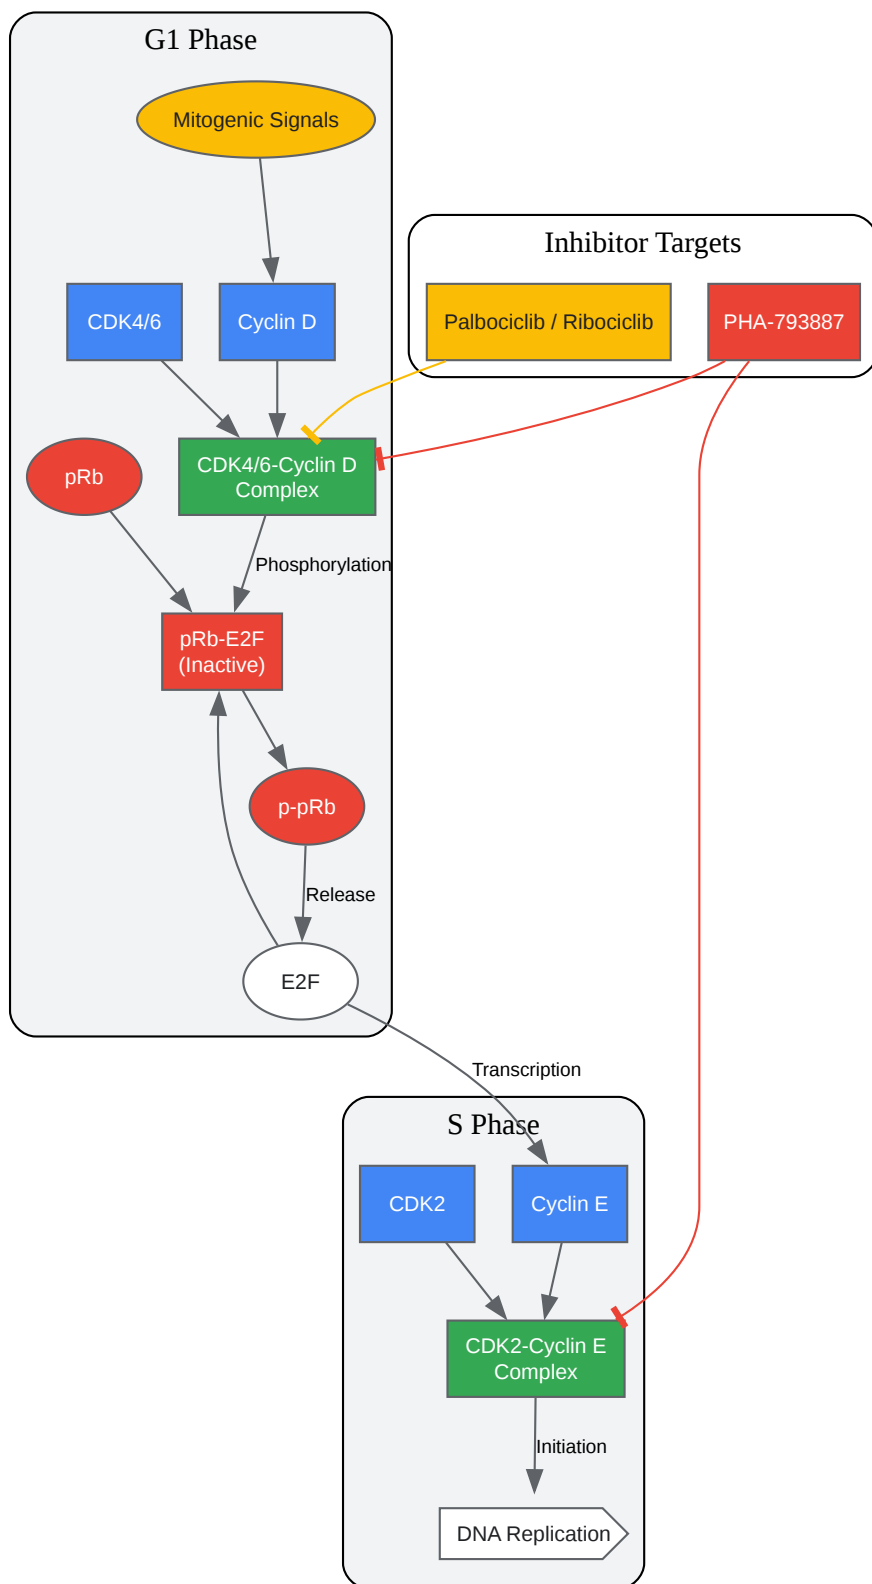 G1 Phase
Mitogenic Signals
Inhibitor Targets
CDK4/6
Cyclin D
Palbociclib / Ribociclib
PHA-793887
CDK4/6-Cyclin D
Complex
pRb
Phosphorylation
pRb-E2F
(Inactive)
p-pRb
Release
E2F
Transcription
S Phase
CDK2
Cyclin E
CDK2-Cyclin E
Complex
Initiation
DNA Replication